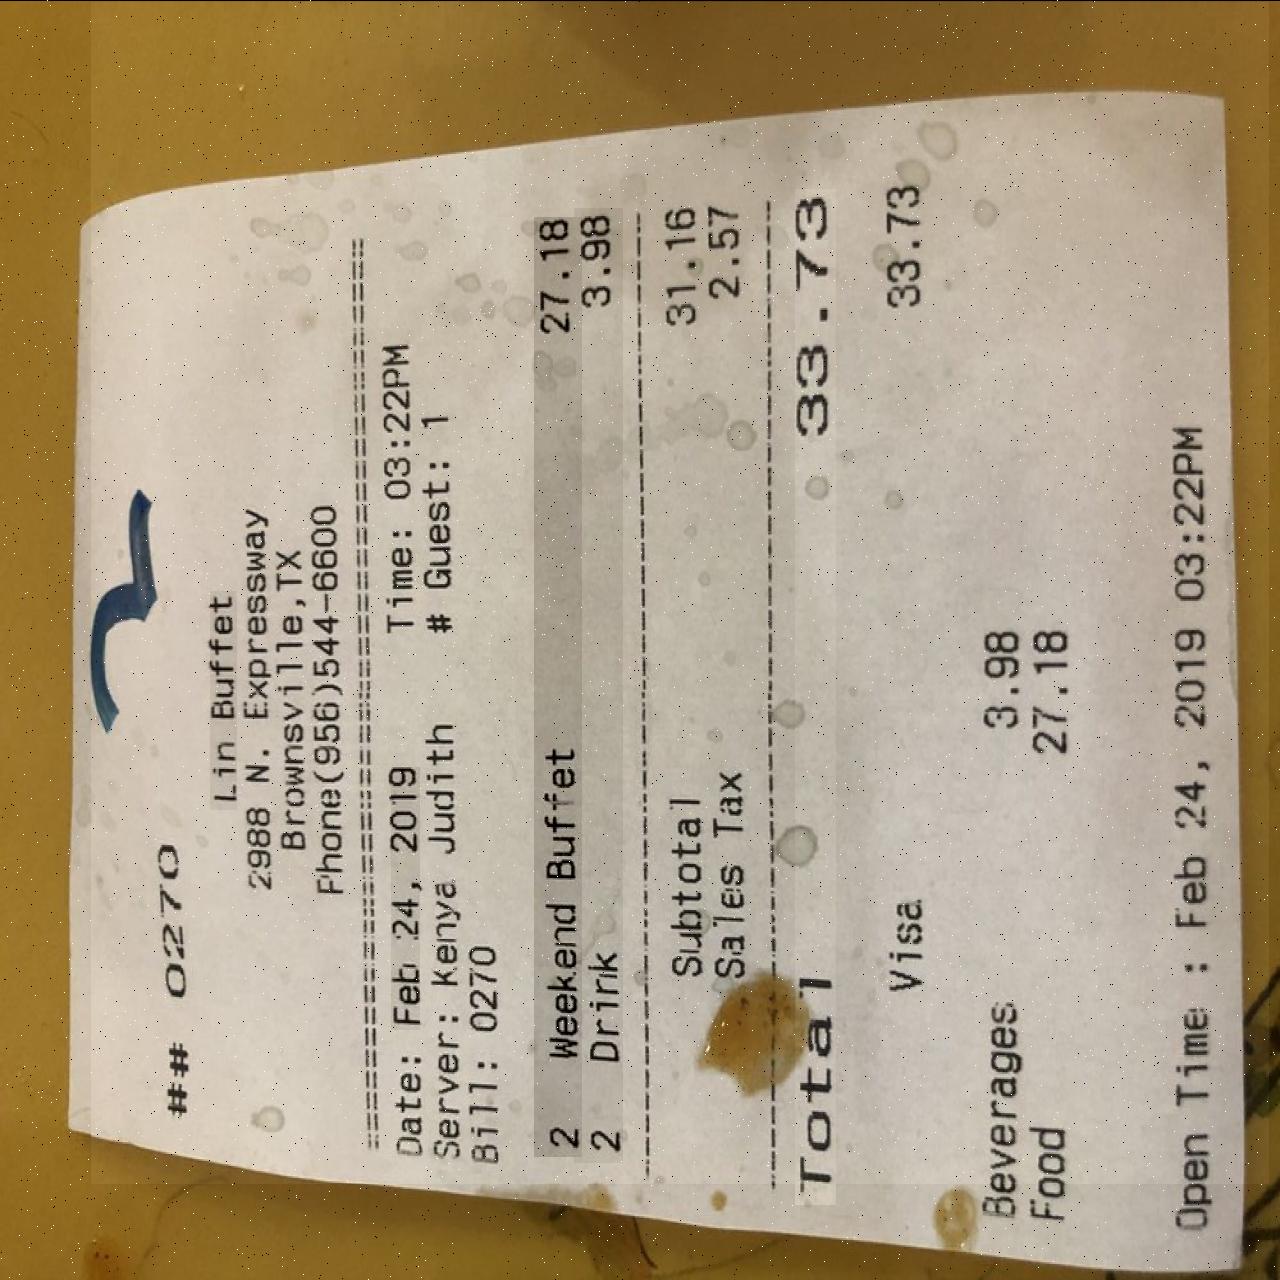 ## 0270
Lin Buffet
2988 N. Expressway
Brownsville,TX
Phone(956)544-6600
================================================
Date: Feb 24, 2019 Time: 03:22PM
Server: Kenya Judith # Guest: 1
Bill: 0270
2 Weekend Buffet 27.18
2 Drink 3.98
------------------------------------------------
Subtotal 31.16
Sales Tax 2.57
------------------------------------------------
Total 33.73
Visa 33.73
Beverages 3.98
Food 27.18
Open Time : Feb 24, 2019 03:22PM